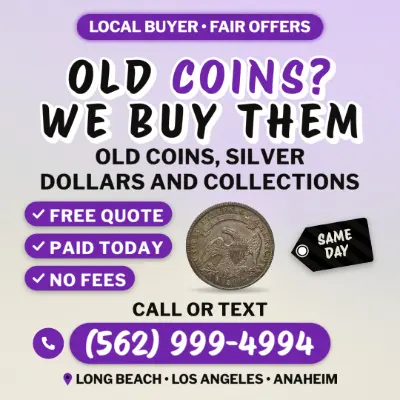 LOCAL BUYER • FAIR OFFERS
OLD COINS?
WE BUY THEM
OLD COINS, SILVER
DOLLARS AND COLLECTIONS
FREE QUOTE
PAID TODAY
NO FEES
SAME
DAY
CALL OR TEXT
(562) 999-4994
LONG BEACH • LOS ANGELES • ANAHEIM